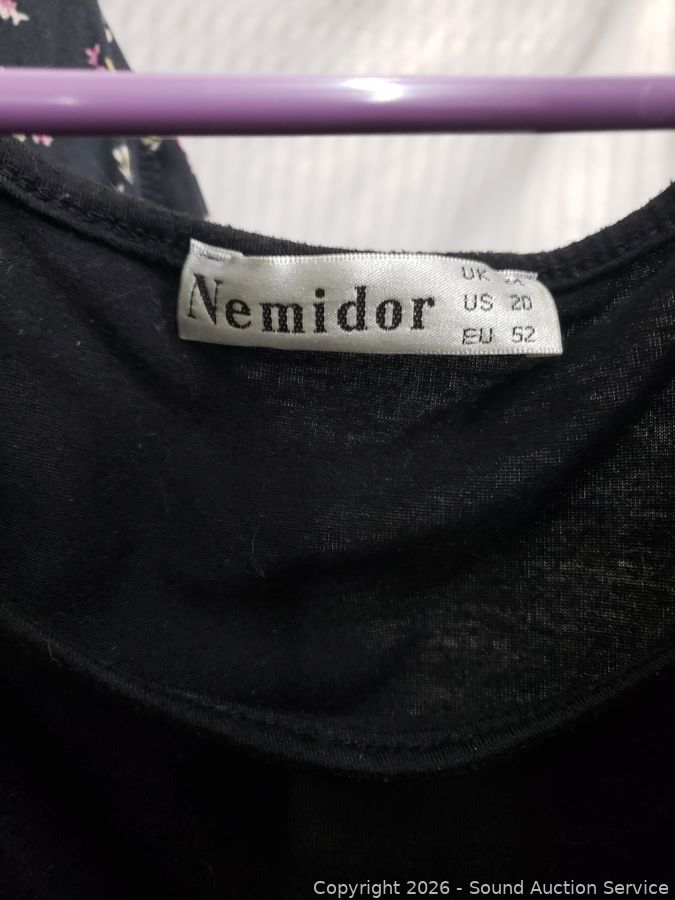 Nemidor
UK
US 20
EU 52
Copyright 2026 - Sound Auction Service